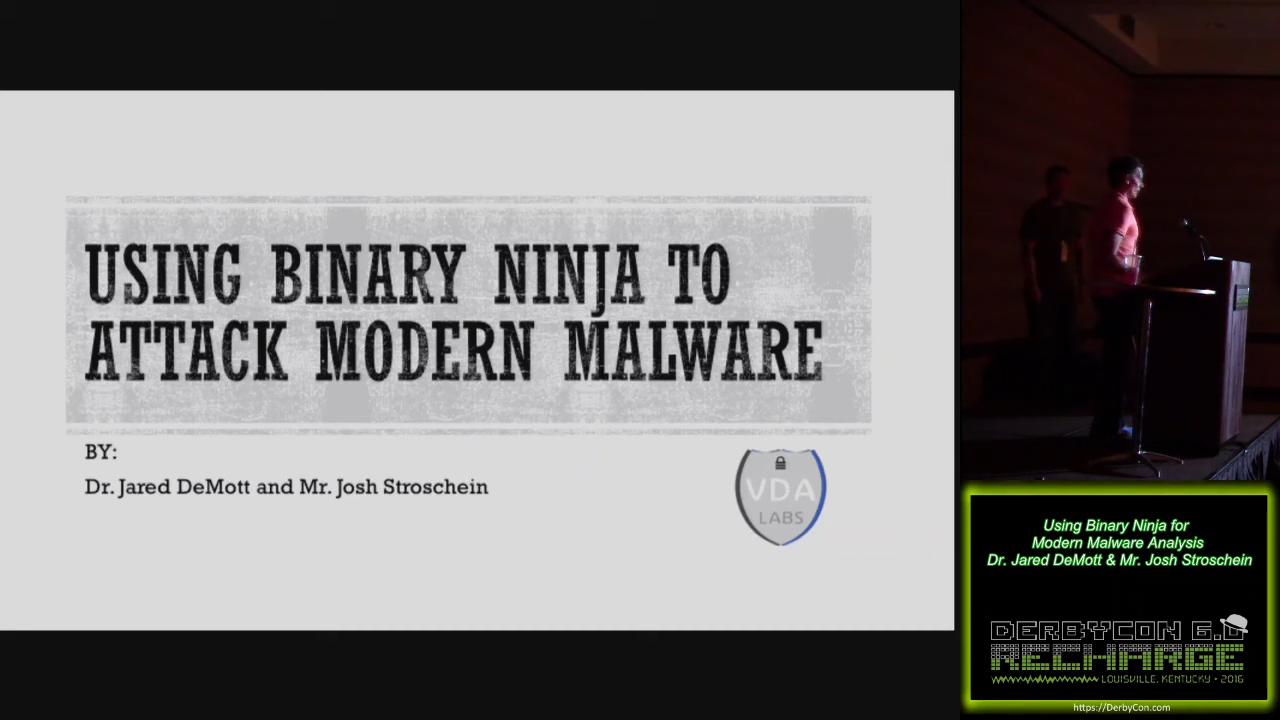 USING BINARY NINJA TO
ATTACK MODERN MALWARE
BY:
Dr. Jared DeMott and Mr. Josh Stroschein
VDA
LABS
Using Binary Ninja for
Modern Malware Analysis
Dr. Jared DeMott & Mr. Josh Stroschein
DERBYCON 6.0
RECHARGE
LOUISVILLE, KENTUCKY • 2016
https://DerbyCon.com